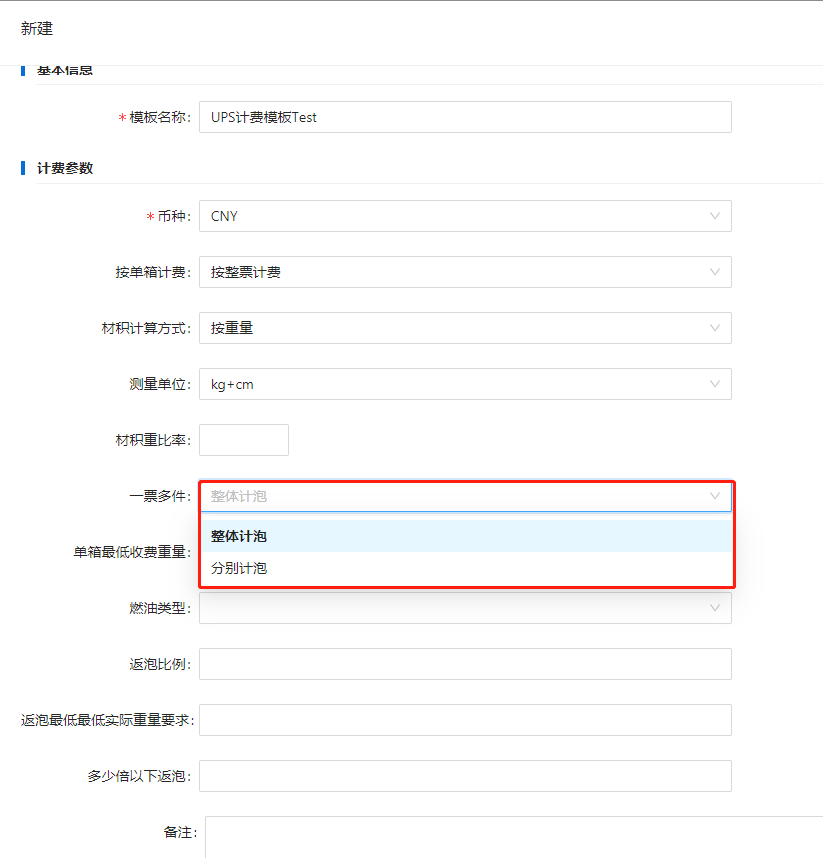 新建
基本信息
*模板名称: UPS计费模板Test
计费参数
*币种: CNY
按单箱计费: 按整票计费
材积计算方式: 按重量
测量单位: kg+cm
材积重比率:
一票多件: 整体计泡
整体计泡
单箱最低收费重量:
分别计泡
燃油类型:
返泡比例:
返泡最低最低实际重量要求:
多少倍以下返泡:
备注: